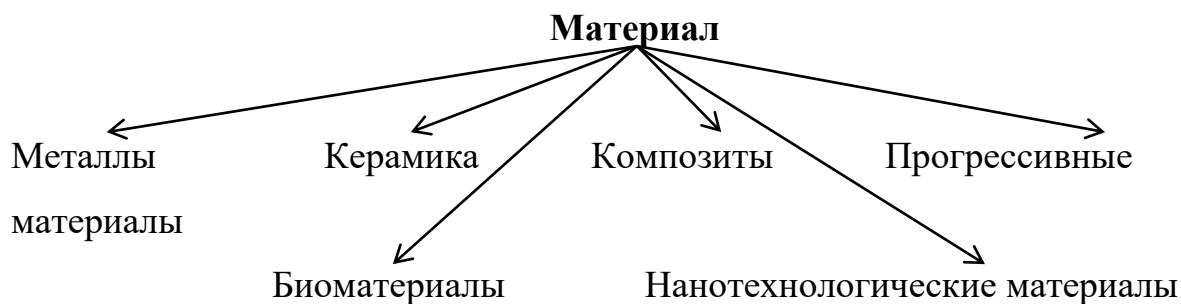 Материал
Металлы Керамика Композиты Прогрессивные
материалы
Биоматериалы Нанотехнологические материалы